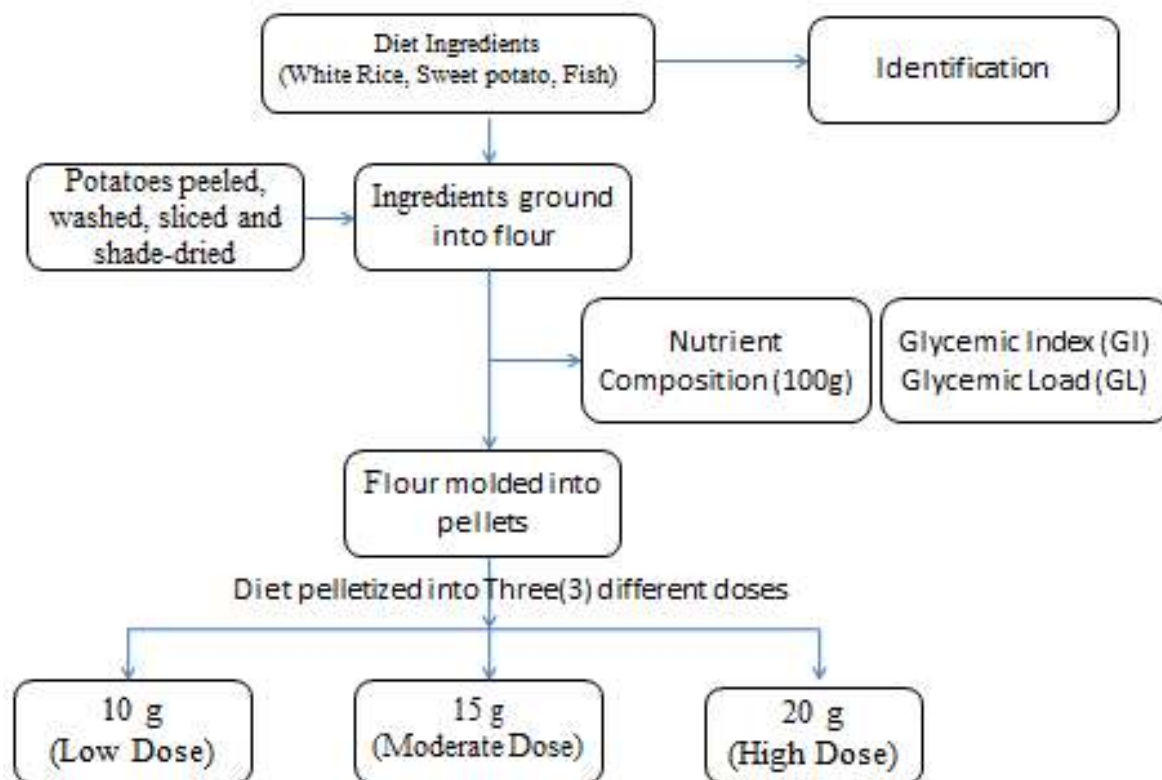 Diet Ingredients
(White Rice, Sweet potato, Fish)
Identification
Potatoes peeled,
washed, sliced and
shade-dried
Ingredients ground
into flour
Nutrient
Composition (100g)
Glycemic Index (GI)
Glycemic Load (GL)
Flour molded into
pellets
Diet pelletized into Three(3) different doses
10 g
(Low Dose)
15 g
(Moderate Dose)
20 g
(High Dose)